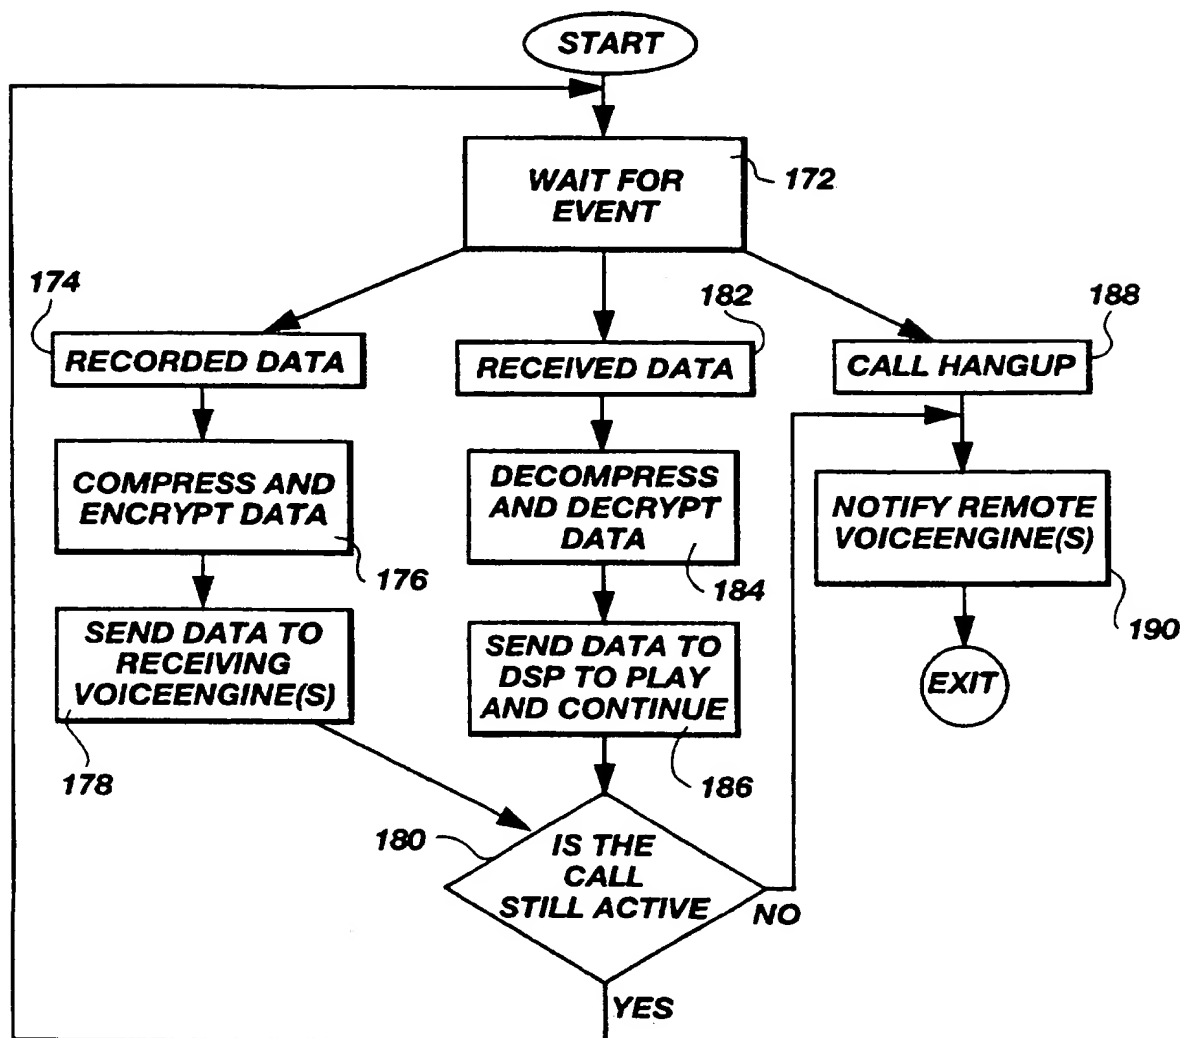 START
WAIT FOR
EVENT
172
174
RECORDED DATA
182
RECEIVED DATA
188
CALL HANGUP
COMPRESS AND
ENCRYPT DATA
176
DECOMPRESS
AND DECRYPT
DATA
184
NOTIFY REMOTE
VOICEENGINE(S)
190
SEND DATA TO
RECEIVING
VOICEENGINE(S)
178
SEND DATA TO
DSP TO PLAY
AND CONTINUE
186
EXIT
180
IS THE
CALL
STILL ACTIVE
NO
YES